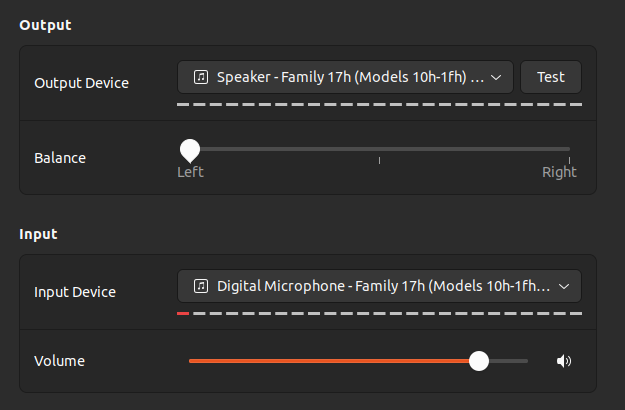 Output
Output Device
Speaker - Family 17h (Models 10h-1fh) ...
Test
Balance
Left
Right
Input
Input Device
Digital Microphone - Family 17h (Models 10h-1fh...
Volume